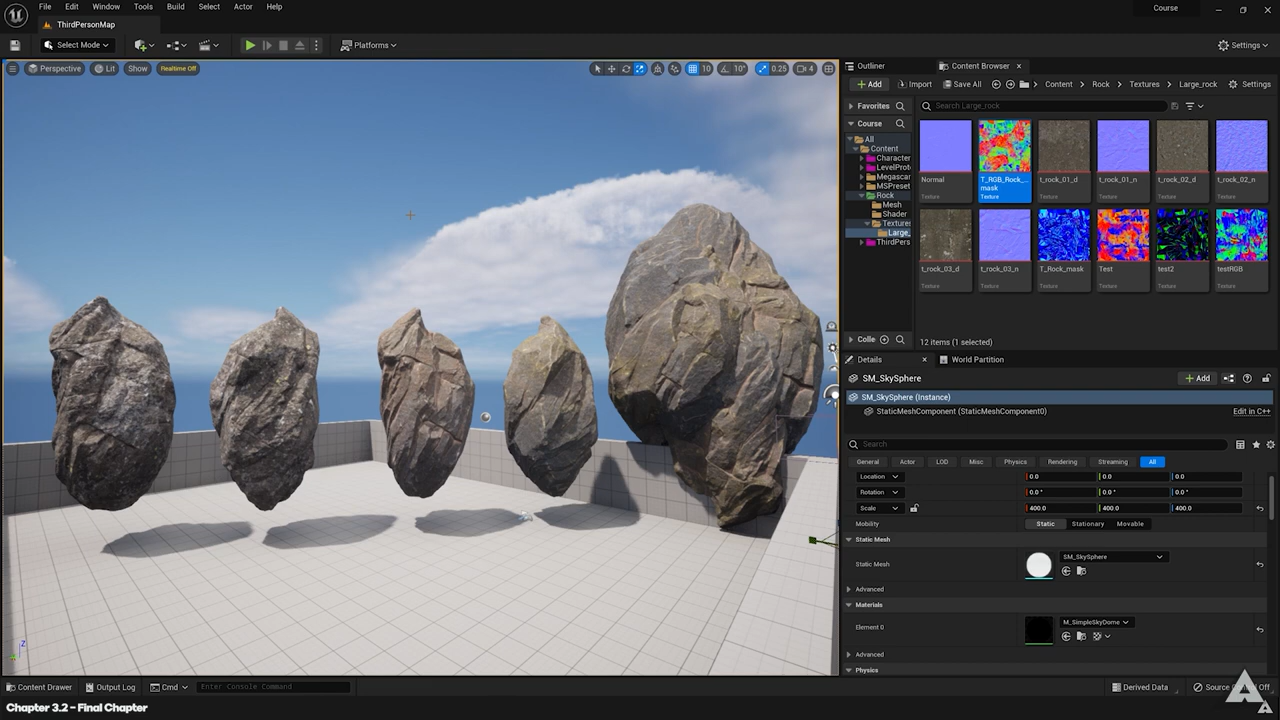 File Edit Window Tools Build Select Actor Help
Course
ThirdPersonMap
Select Mode
Platforms
Settings
Perspective
Lit
Show
Realtime Off
10
10°
0.25
4
Outliner
Content Browser
Add
Import
Save All
Content
Rock
Textures
Large_rock
Settings
Favorites
Search Large_rock
Course
All
Content
Character
LevelProt
Megascan
MSPreset
Rock
Mesh
Shader
Textures
Large_
ThirdPers
Normal
Texture
T_RGB_Rock_
mask
Texture
t_rock_01_d
Texture
t_rock_01_n
Texture
t_rock_02_d
Texture
t_rock_02_n
Texture
t_rock_03_d
Texture
t_rock_03_n
Texture
T_Rock_mask
Texture
Test
Texture
test2
Texture
testRGB
Texture
Colle
12 items (1 selected)
Details
World Partition
SM_SkySphere
Add
SM_SkySphere (Instance)
StaticMeshComponent (StaticMeshComponent0)
Edit in C++
Search
General Actor LOD Misc Physics Rendering Streaming All
Location 0.0 0.0 0.0
Rotation 0.0 ° 0.0 ° 0.0 °
Scale 400.0 400.0 400.0
Mobility Static Stationary Movable
Static Mesh
Static Mesh
SM_SkySphere
Advanced
Materials
Element 0
M_SimpleSkyDome
Advanced
Physics
Z
Content Drawer
Output Log
Cmd
Enter Console Command
Derived Data
Off
Chapter 3.2 - Final Chapter